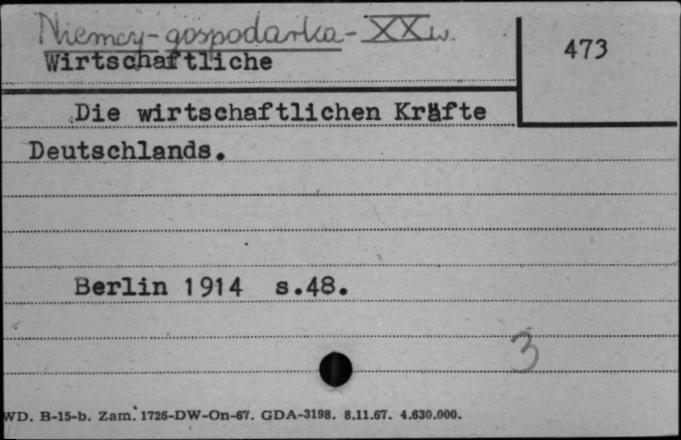 Niemcy-gospodarka-XX w.
Wirtschaftliche
473
Die wirtschaftlichen Kräfte
Deutschlands.
Berlin 1914 s.48.
3
WD. B-15-b. Zam. 1726-DW-On-67. GDA-3198. 8.11.67. 4.630.000.